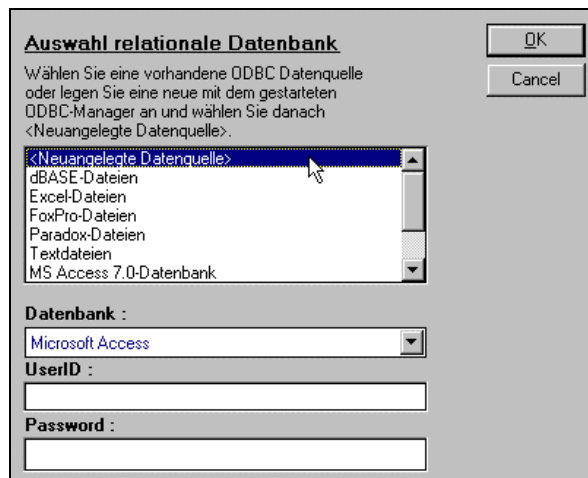 Auswahl relationale Datenbank
OK
Wählen Sie eine vorhandene ODBC Datenquelle
oder legen Sie eine neue mit dem gestarteten
ODBC-Manager an und wählen Sie danach
<Neuangelegte Datenquelle>.
Cancel
<Neuangelegte Datenquelle>
dBASE-Dateien
Excel-Dateien
FoxPro-Dateien
Paradox-Dateien
Textdateien
MS Access 7.0-Datenbank
Datenbank :
Microsoft Access
UserID :
Password :